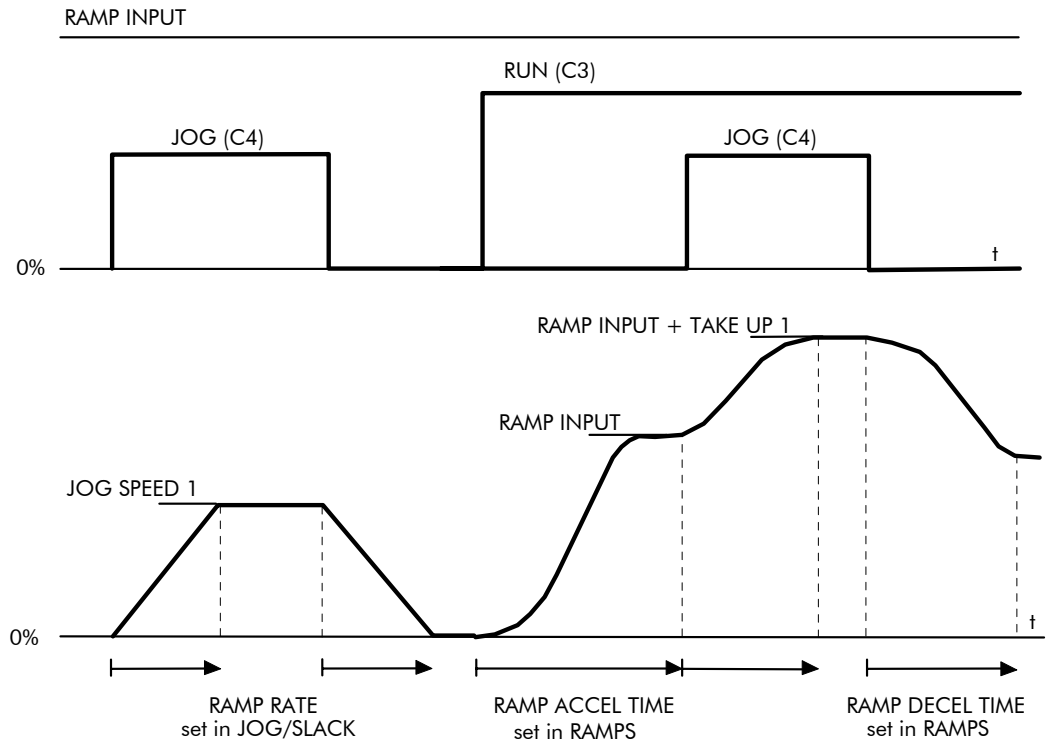 RAMP INPUT
RUN (C3)
JOG (C4)
JOG (C4)
0%
t
RAMP INPUT + TAKE UP 1
RAMP INPUT
JOG SPEED 1
0%
t
RAMP RATE
set in JOG/SLACK
RAMP ACCEL TIME
set in RAMPS
RAMP DECEL TIME
set in RAMPS